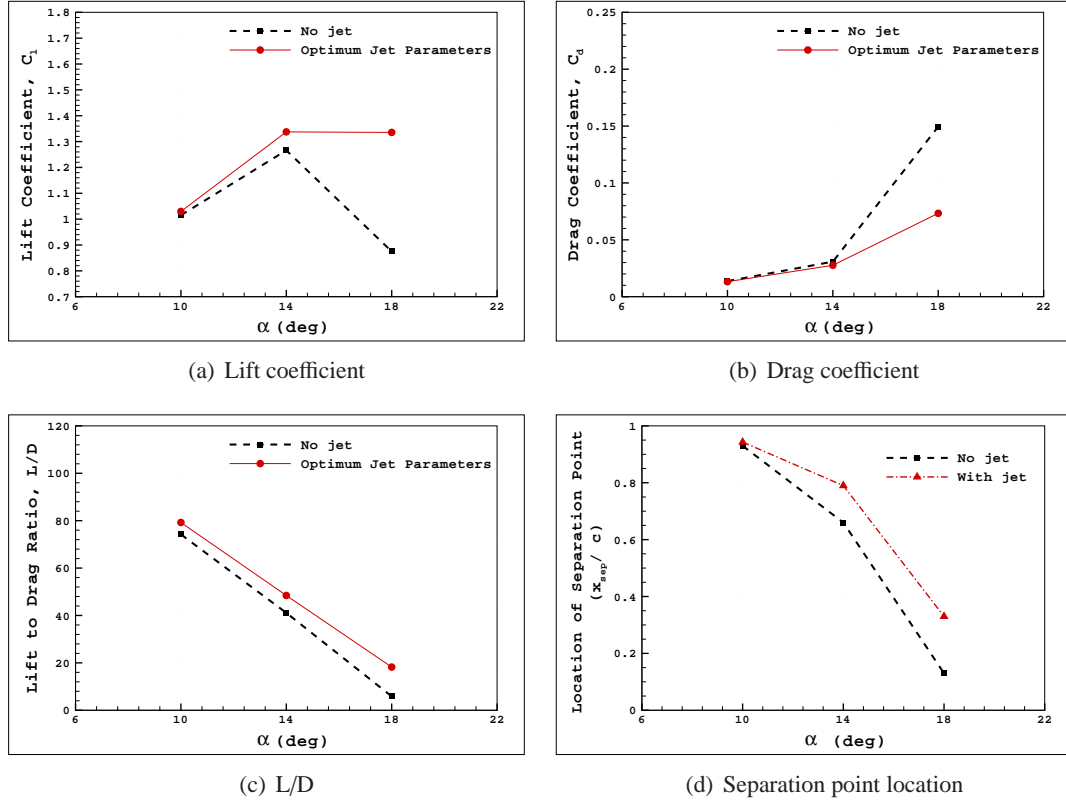 1.8
1.7
1.6
1.5
1.4
1.3
1.2
1.1
1
0.9
0.8
0.7
6 10 14 18 22
Lift Coefficient, C_l
α (deg)
No jet
Optimum Jet Parameters
(a) Lift coefficient
0.25
0.2
0.15
0.1
0.05
0
6 10 14 18 22
Drag Coefficient, C_d
α (deg)
No jet
Optimum Jet Parameters
(b) Drag coefficient
120
100
80
60
40
20
0
6 10 14 18 22
Lift to Drag Ratio, L/D
α (deg)
No jet
Optimum Jet Parameters
(c) L/D
1
0.8
0.6
0.4
0.2
0
6 10 14 18 22
Location of Separation Point
(x_sep/ c)
α (deg)
No jet
With jet
(d) Separation point location